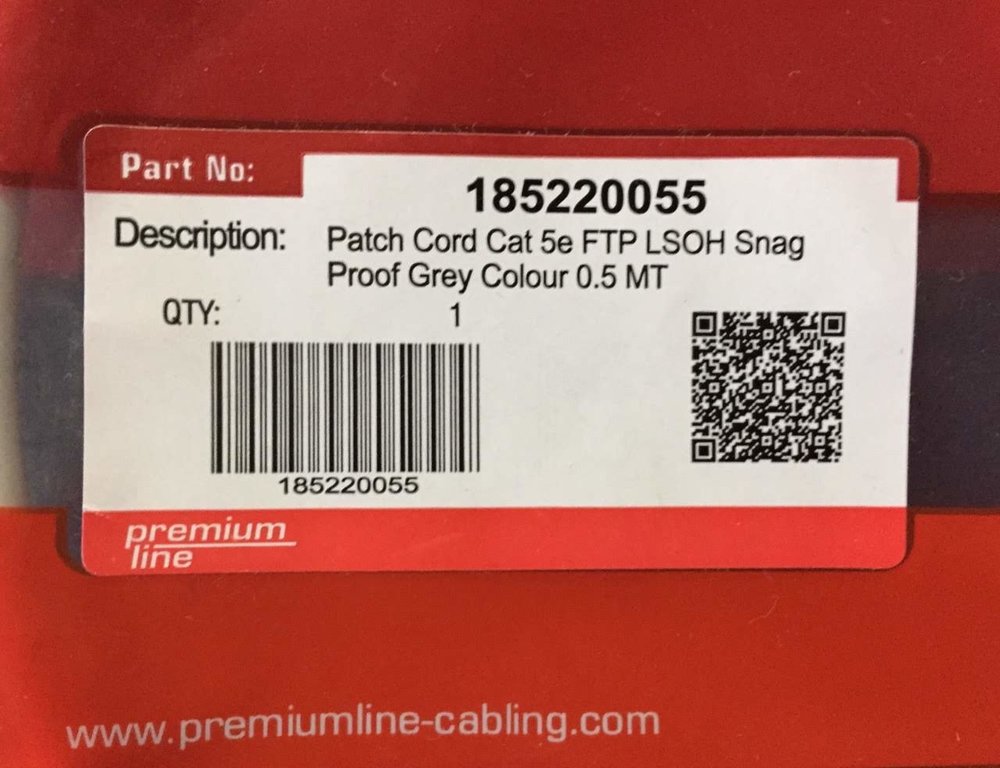 Part No:
185220055
Description: Patch Cord Cat 5e FTP LSOH Snag
Proof Grey Colour 0.5 MT
QTY: 1
185220055
premium
line
www.premiumline-cabling.com